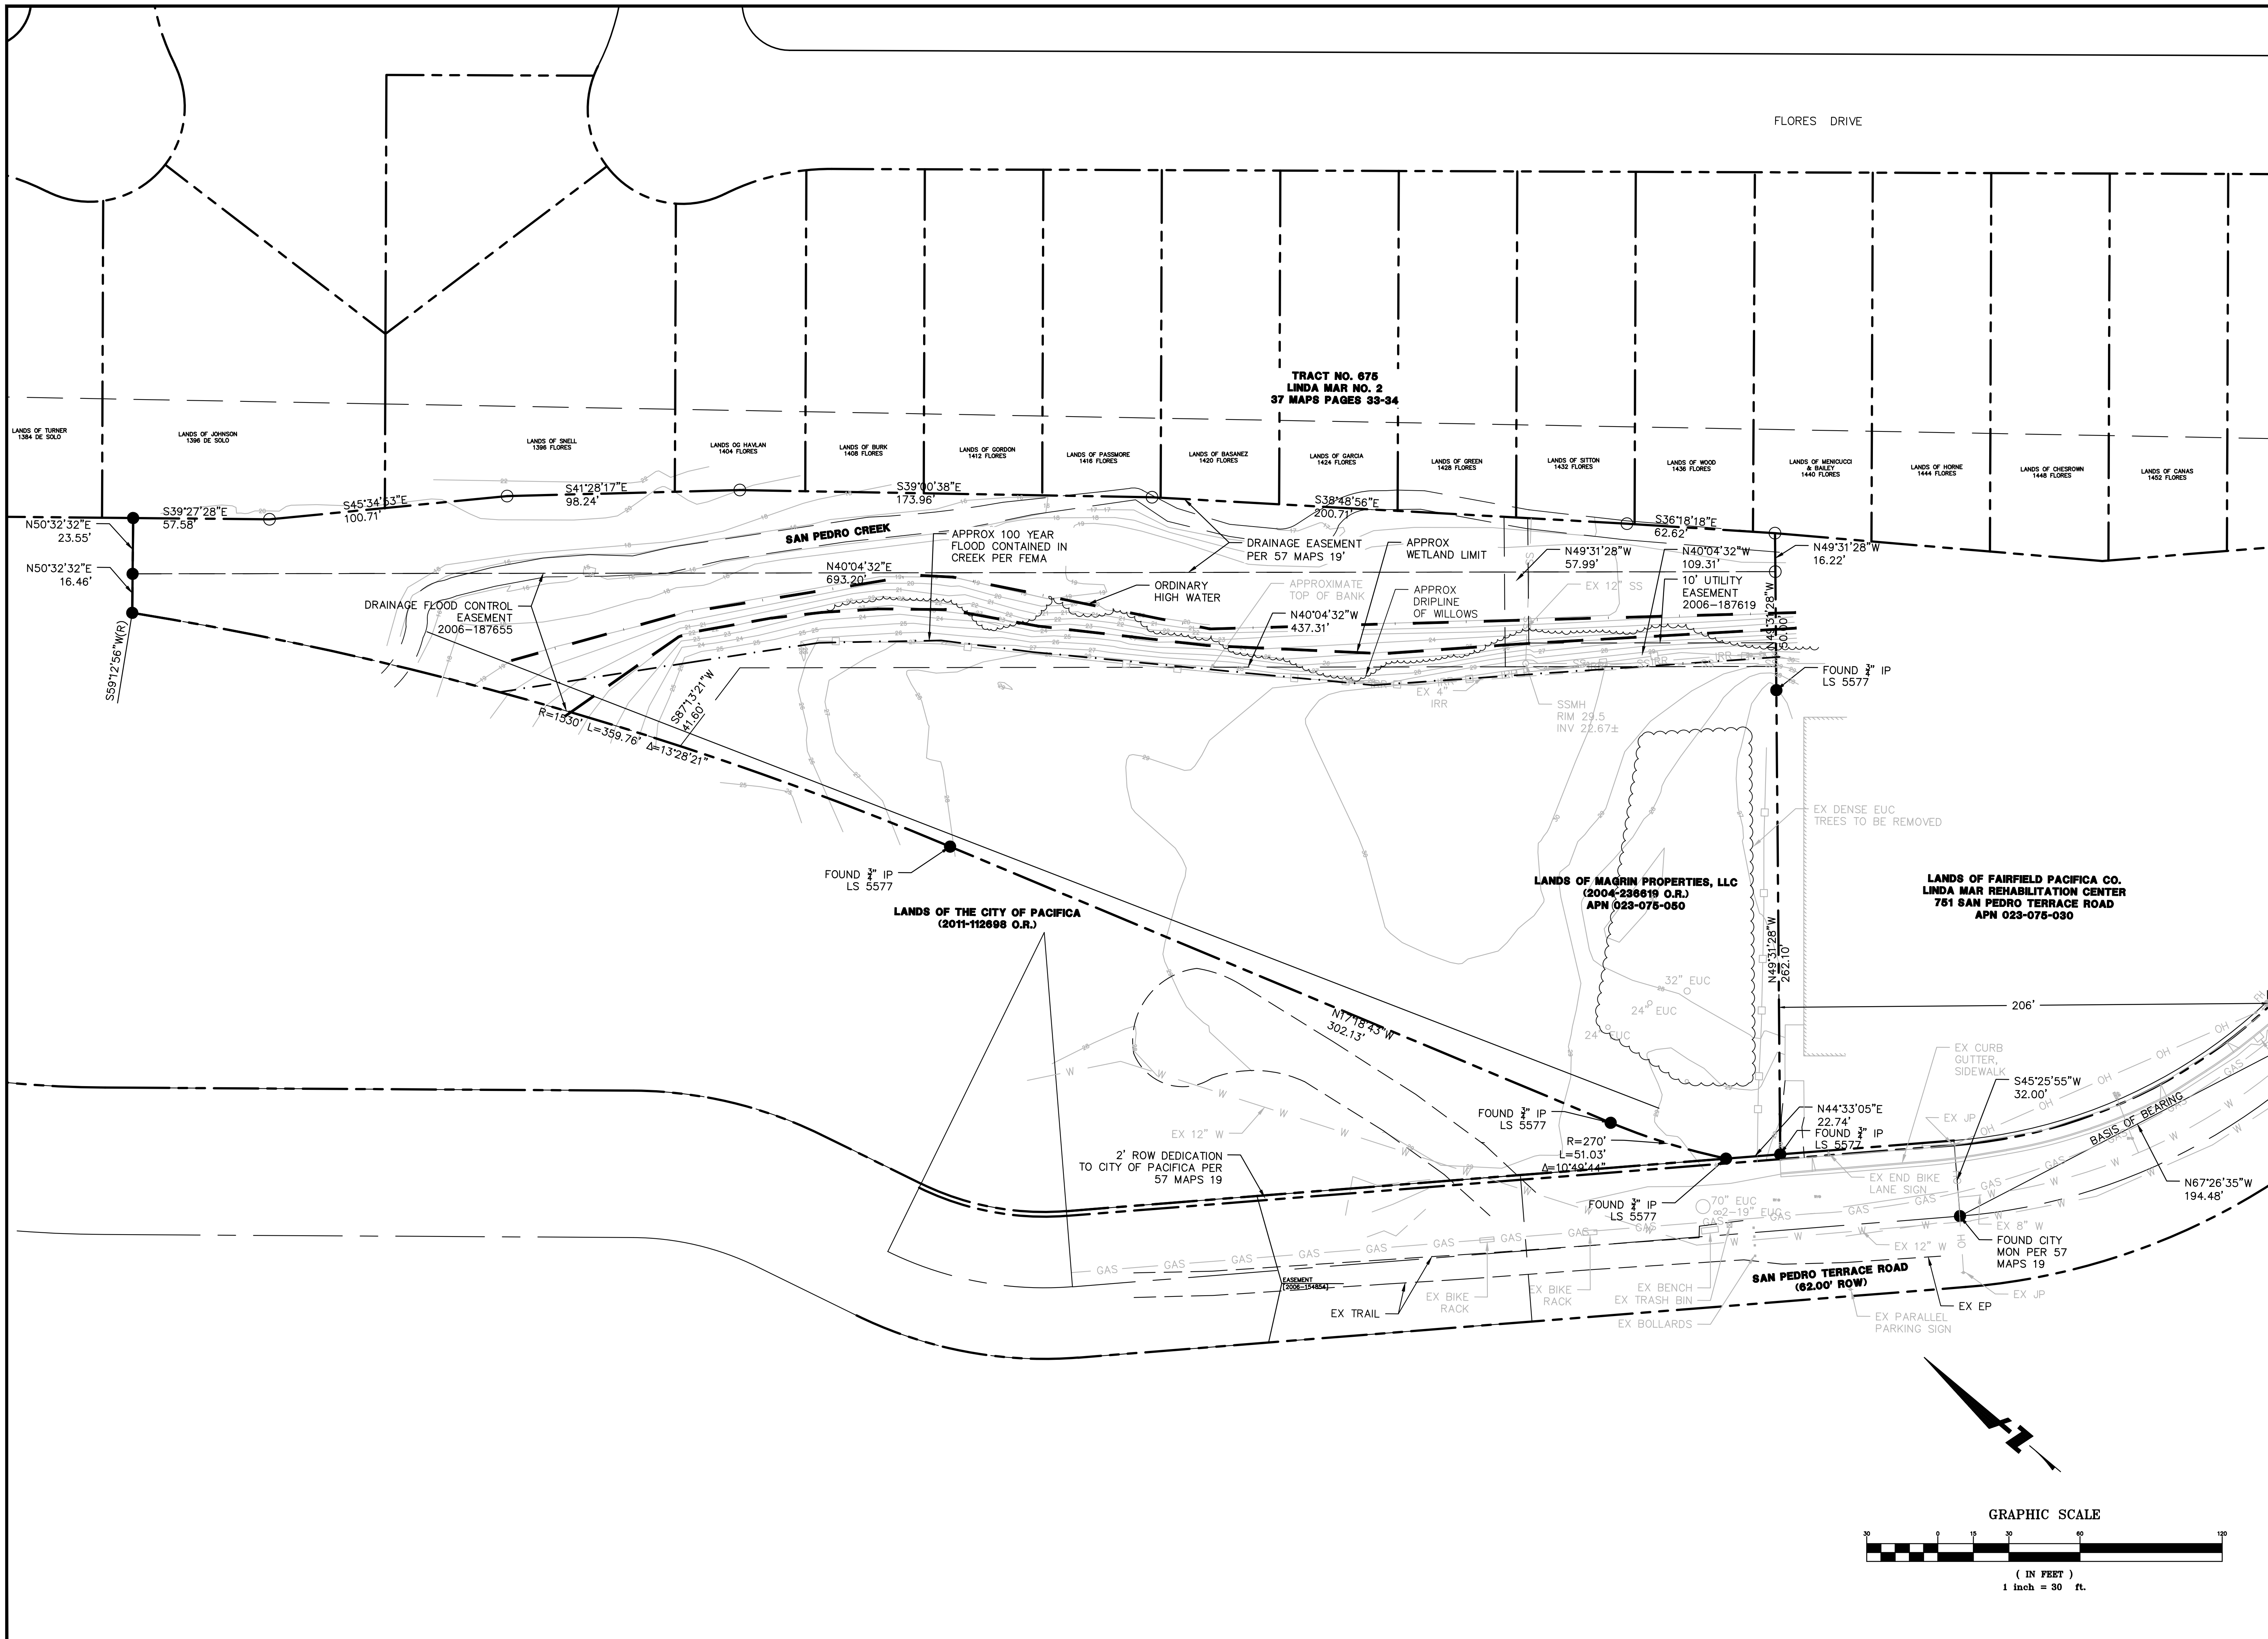 FLORES DRIVE
TRACT NO. 675
LINDA MAR NO. 2
37 MAPS PAGES 33-34
LANDS OF TURNER
1384 DE SOLO
LANDS OF JOHNSON
1396 DE SOLO
LANDS OF SNELL
1396 FLORES
LANDS OG HAVLAN
1404 FLORES
LANDS OF BURK
1408 FLORES
LANDS OF GORDON
1412 FLORES
LANDS OF PASSMORE
1416 FLORES
LANDS OF BASANEZ
1420 FLORES
LANDS OF GARCIA
1424 FLORES
LANDS OF GREEN
1428 FLORES
LANDS OF SITTON
1432 FLORES
LANDS OF WOOD
1436 FLORES
LANDS OF MENICUCCI
& BAILEY
1440 FLORES
LANDS OF HORNE
1444 FLORES
LANDS OF CHESROWN
1448 FLORES
LANDS OF CANAS
1452 FLORES
N50°32'32"E
23.55'
N50°32'32"E
16.46'
S39°27'28"E
57.58'
S45°34'53"E
100.71'
S41°28'17"E
98.24'
S39°00'38"E
173.96'
S38°48'56"E
200.71'
S36°18'18"E
62.62'
SAN PEDRO CREEK
APPROX 100 YEAR
FLOOD CONTAINED IN
CREEK PER FEMA
DRAINAGE EASEMENT
PER 57 MAPS 19'
APPROX
WETLAND LIMIT
N49°31'28"W
57.99'
N40°04'32"W
109.31'
N49°31'28"W
16.22'
N40°04'32"E
693.20'
ORDINARY
HIGH WATER
APPROXIMATE
TOP OF BANK
APPROX
DRIPLINE
OF WILLOWS
EX 12" SS
10' UTILITY
EASEMENT
2006-187619
N49°31'28"W
50.00'
DRAINAGE FLOOD CONTROL
EASEMENT
2006-187655
N40°04'32"W
437.31'
S59°12'56"W(R)
S87°13'21"W
41.60'
R=1530' L=359.76' Δ=13°28'21"
EX 4"
IRR
SSMH
RIM 29.5
INV 22.67±
FOUND ¾" IP
LS 5577
EX DENSE EUC
TREES TO BE REMOVED
FOUND ¾" IP
LS 5577
LANDS OF THE CITY OF PACIFICA
(2011-112698 O.R.)
LANDS OF MAGRIN PROPERTIES, LLC
(2004-236619 O.R.)
APN 023-075-050
LANDS OF FAIRFIELD PACIFICA CO.
LINDA MAR REHABILITATION CENTER
751 SAN PEDRO TERRACE ROAD
APN 023-075-030
N49°31'28"W
262.10'
32" EUC
24" EUC
24" EUC
206'
N17°18'43"W
302.13'
EX CURB
GUTTER,
SIDEWALK
S45°25'55"W
32.00'
BASIS OF BEARING
EX JP
N44°33'05"E
22.74'
FOUND ¾" IP
LS 5577
FOUND ¾" IP
LS 5577
R=270'
L=51.03'
Δ=10°49'44"
EX 12" W
2' ROW DEDICATION
TO CITY OF PACIFICA PER
57 MAPS 19
EX END BIKE
LANE SIGN
N67°26'35"W
194.48'
FOUND ¾" IP
LS 5577
70" EUC
2-19" EUC
EX 8" W
FOUND CITY
MON PER 57
MAPS 19
EX 12" W
GAS GAS GAS GAS GAS GAS GAS GAS
EASEMENT
[2006-154854]
SAN PEDRO TERRACE ROAD
(62.00' ROW)
EX TRAIL
EX BIKE
RACK
EX BIKE
RACK
EX BENCH
EX TRASH BIN
EX BOLLARDS
EX EP
EX JP
EX PARALLEL
PARKING SIGN
GRAPHIC SCALE
30 0 15 30 60 120
( IN FEET )
1 inch = 30 ft.